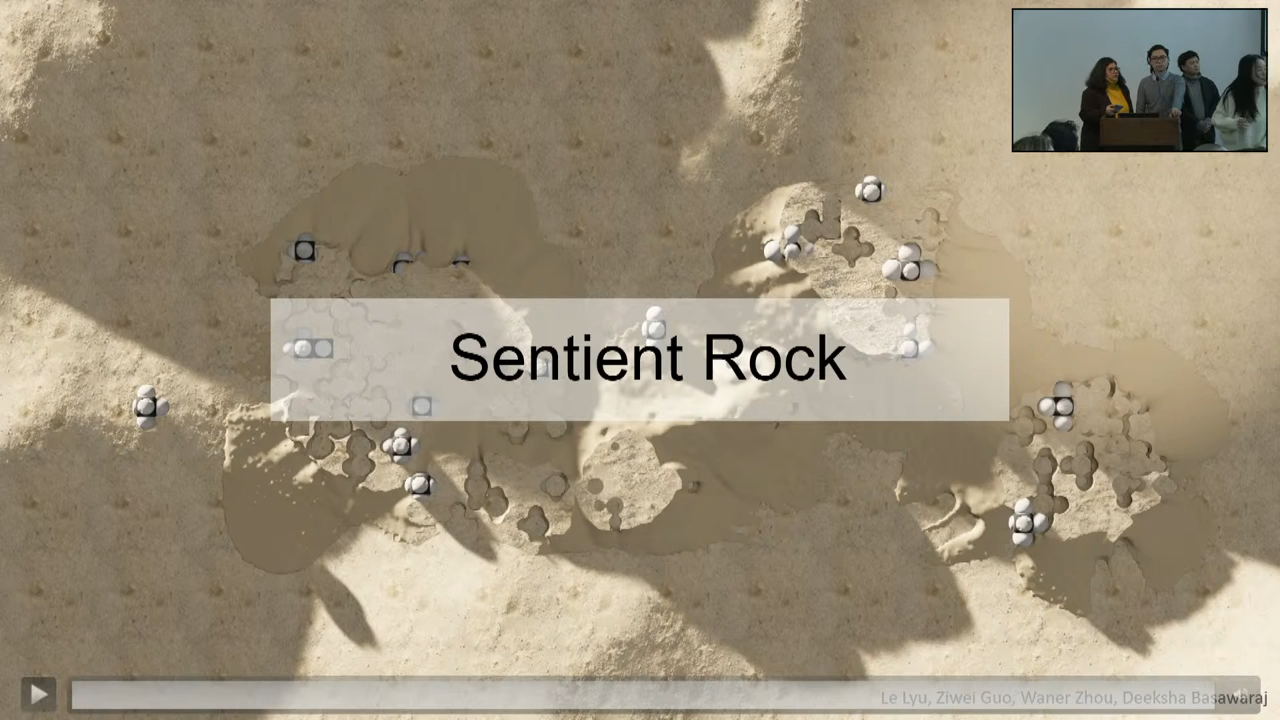 Sentient Rock
Le Lyu, Ziwei Guo, Waner Zhou, Deeksha Basawaraj